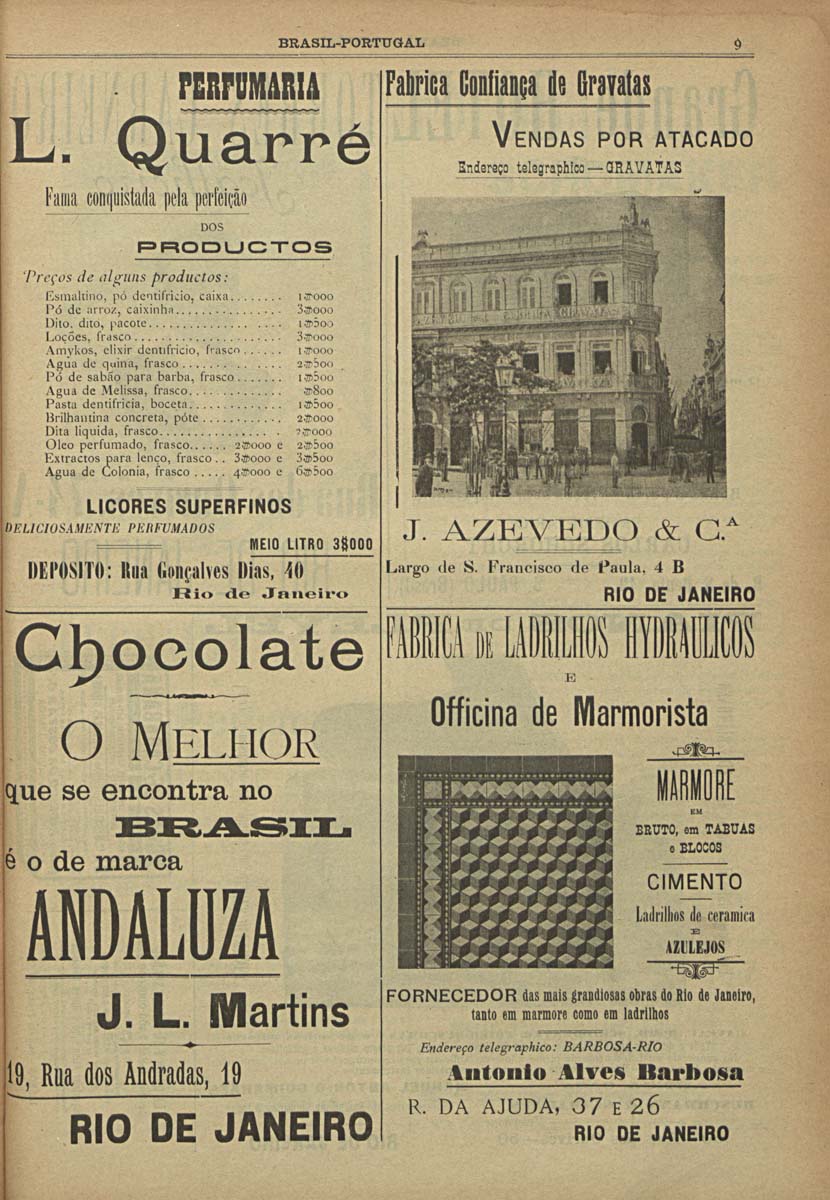 BRASIL-PORTUGAL 9
PERFUMARIA
L. Quarré
Fama conquistada pela perfeição
DOS
PRODUCTOS
Preços de alguns productos:
Esmaltino, pó dentifricio, caixa........ 1$000
Pó de arroz, caixinha................ 3$000
Dito, dito, pacote.................... 1$500
Loções, frasco....................... 3$000
Amykos, elixir dentifricio, frasco...... 1$000
Agua de quina, frasco................ 2$500
Pó de sabão para barba, frasco....... 1$500
Agua de Melissa, frasco.............. $800
Pasta dentifricia, boceta.............. 1$500
Brilhantina concreta, póte............ 2$000
Dita liquida, frasco................. $000
Oleo perfumado, frasco...... 2$000 e 2$500
Extractos para lenço, frasco.. 3$000 e 3$500
Agua de Colonia, frasco ..... 4$000 e 6$500
LICORES SUPERFINOS
DELICIOSAMENTE PERFUMADOS
MEIO LITRO 3$000
DEPOSITO: Rua Gonçalves Dias, 40
Rio de Janeiro
Chocolate
O MELHOR
que se encontra no
BRASIL
é o de marca
ANDALUZA
J. L. Martins
19, Rua dos Andradas, 19
RIO DE JANEIRO
Fabrica Confiança de Gravatas
VENDAS POR ATACADO
Endereço telegraphico—GRAVATAS
J. AZEVEDO & C.ᴬ
Largo de S. Francisco de Paula, 4 B
RIO DE JANEIRO
FABRICA DE LADRILHOS HYDRAULICOS
E
Officina de Marmorista
MARMORE
EM
BRUTO, em TABUAS
e BLOCOS
CIMENTO
Ladrilhos de ceramica
E
AZULEJOS
FORNECEDOR das mais grandiosas obras do Rio de Janeiro,
tanto em marmore como em ladrilhos
Endereço telegraphico: BARBOSA-RIO
Antonio Alves Barbosa
R. DA AJUDA, 37 E 26
RIO DE JANEIRO